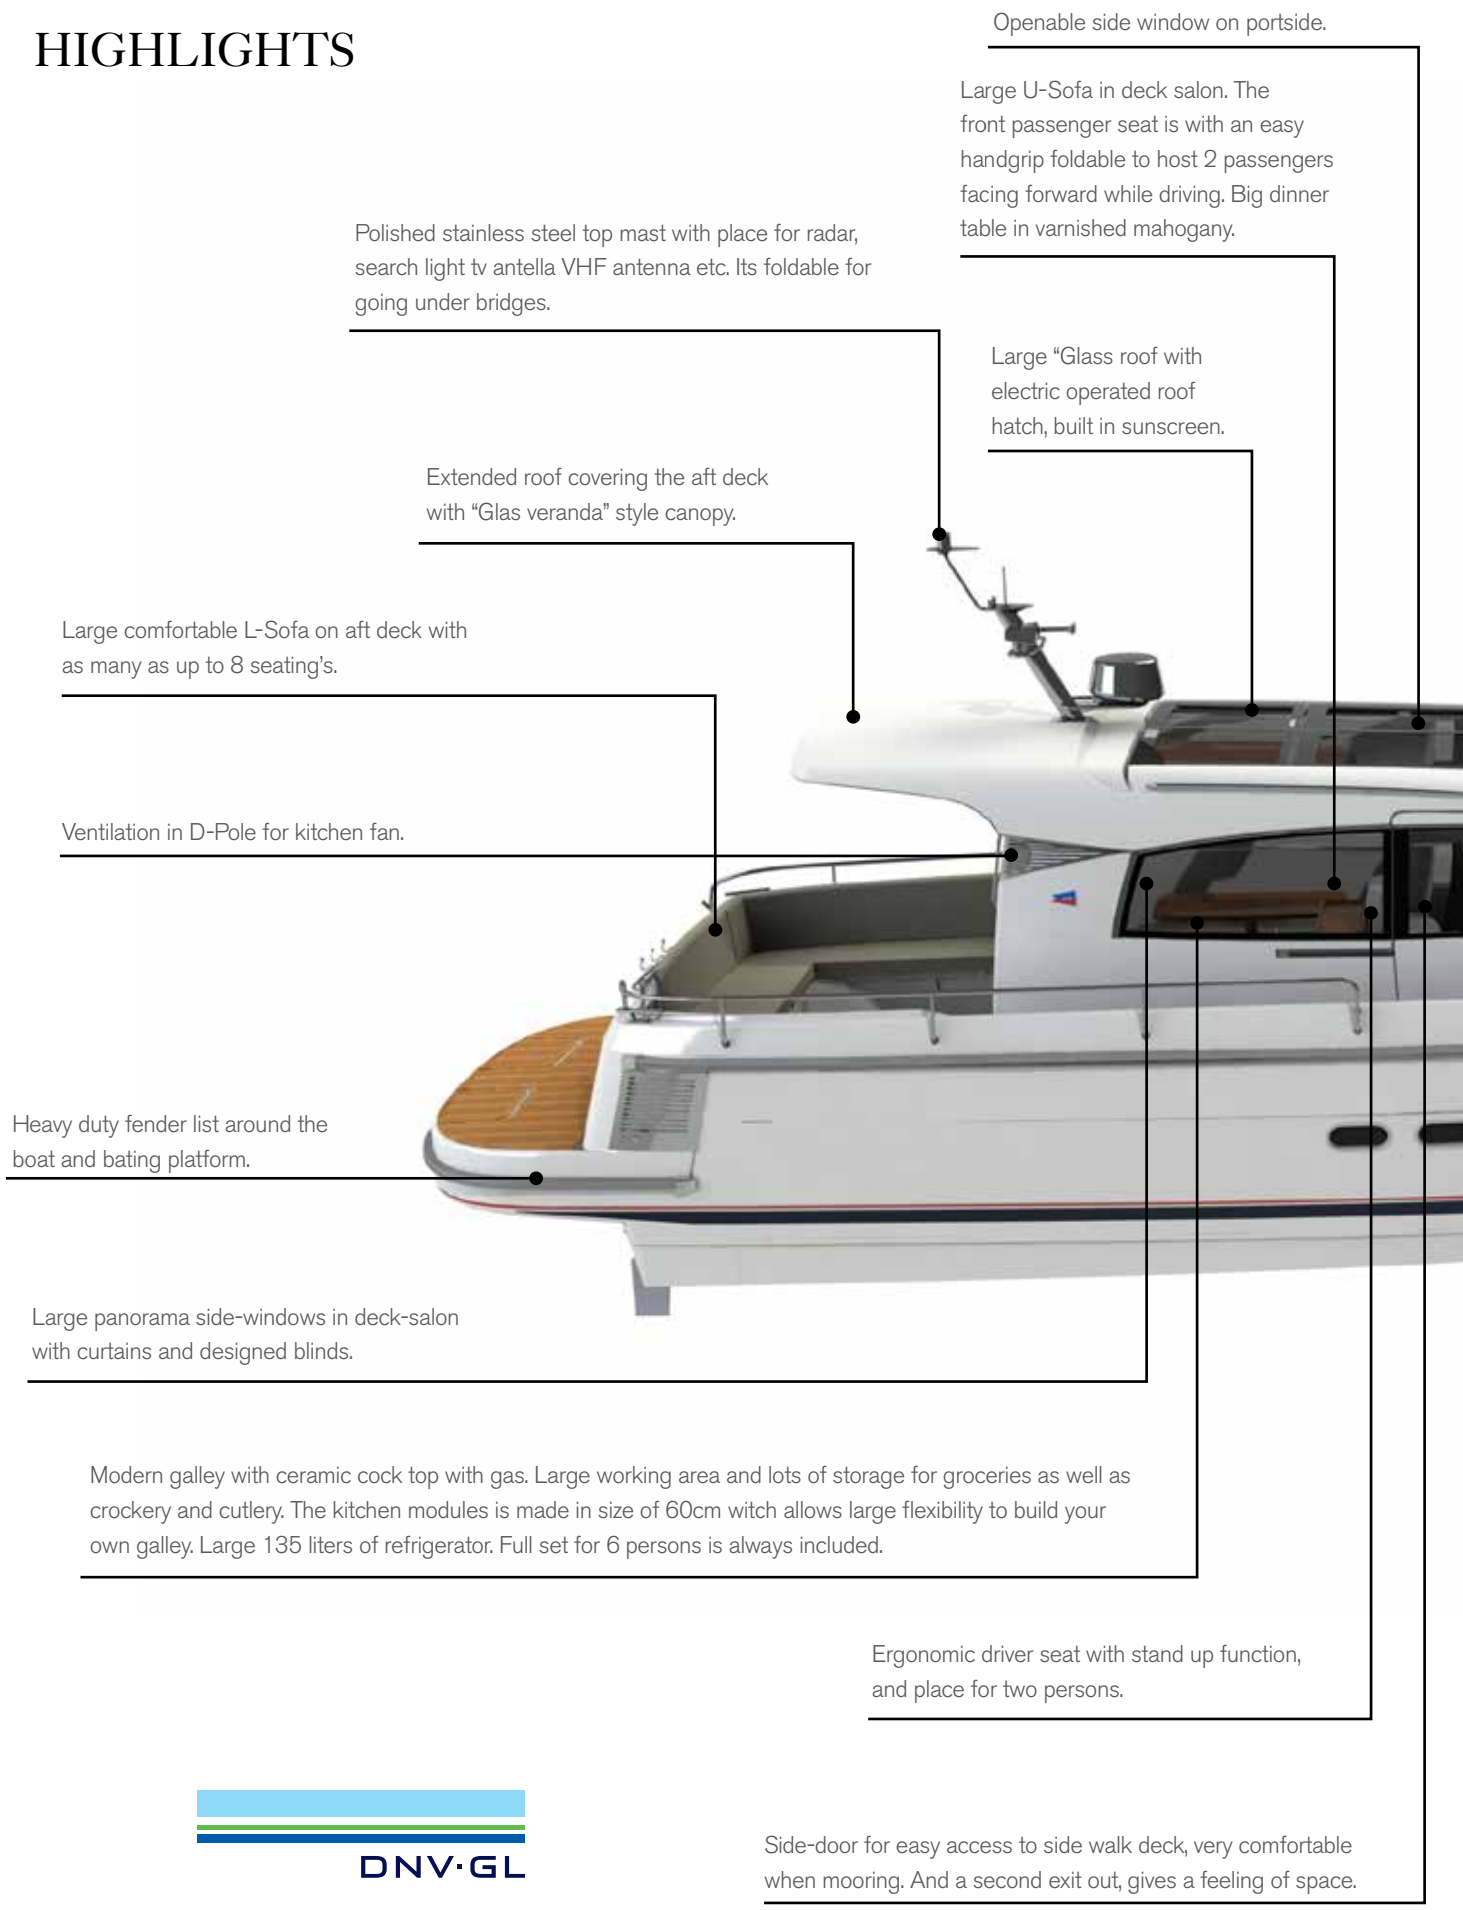 HIGHLIGHTS
Openable side window on portside.
Large U-Sofa in deck salon. The
front passenger seat is with an easy
handgrip foldable to host 2 passengers
facing forward while driving. Big dinner
table in varnished mahogany.
Polished stainless steel top mast with place for radar,
search light tv antella VHF antenna etc. Its foldable for
going under bridges.
Large “Glass roof with
electric operated roof
hatch, built in sunscreen.
Extended roof covering the aft deck
with “Glas veranda” style canopy.
Large comfortable L-Sofa on aft deck with
as many as up to 8 seating's.
Ventilation in D-Pole for kitchen fan.
Heavy duty fender list around the
boat and bating platform.
Large panorama side-windows in deck-salon
with curtains and designed blinds.
Modern galley with ceramic cock top with gas. Large working area and lots of storage for groceries as well as
crockery and cutlery. The kitchen modules is made in size of 60cm witch allows large flexibility to build your
own galley. Large 135 liters of refrigerator. Full set for 6 persons is always included.
Ergonomic driver seat with stand up function,
and place for two persons.
Side-door for easy access to side walk deck, very comfortable
when mooring. And a second exit out, gives a feeling of space.
DNV·GL